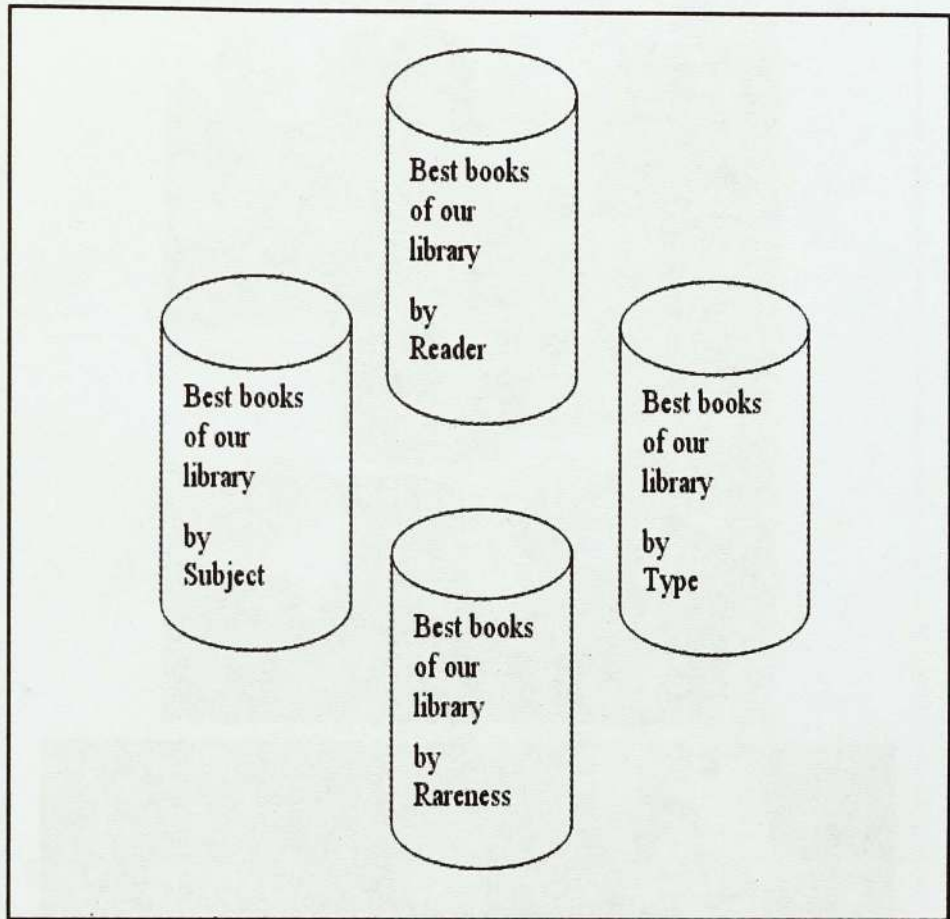 Best books
of our
library
by
Reader
Best books
of our
library
by
Subject
Best books
of our
library
by
Type
Best books
of our
library
by
Rareness